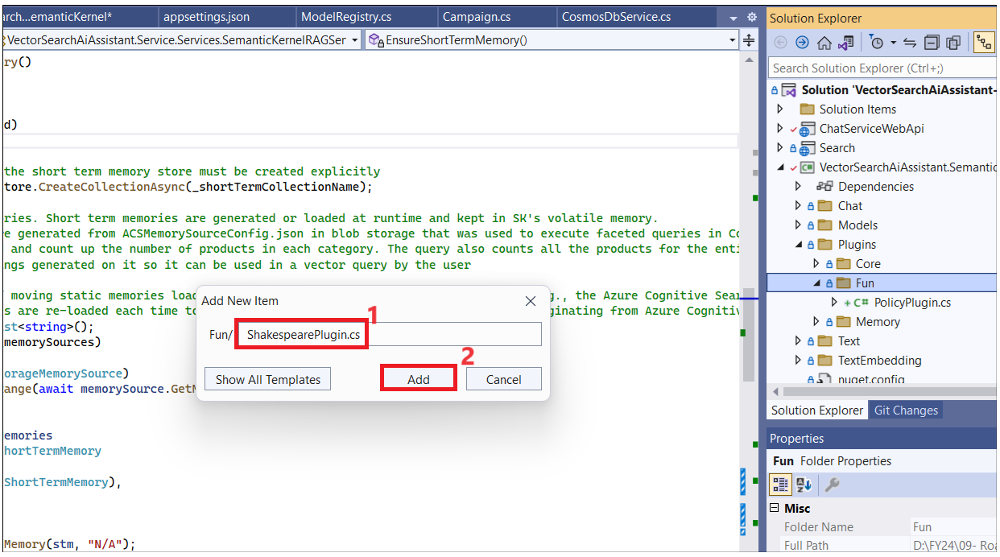 arch...emanticKernel*
appsettings.json
ModelRegistry.cs
Campaign.cs
CosmosDbService.cs
VectorSearchAiAssistant.Service.Services.SemanticKernelRAGSer
EnsureShortTermMemory()
ry()
d)
the short term memory store must be created explicitly
tore.CreateCollectionAsync(_shortTermCollectionName);
ries. Short term memories are generated or loaded at runtime and kept in SK's volatile memory.
e generated from ACSMemorySourceConfig.json in blob storage that was used to execute faceted queries in Co
and count up the number of products in each category. The query also counts all the products for the enti
ngs generated on it so it can be used in a vector query by the user
moving static memories loa
g., the Azure Cognitive Sear
s are re-loaded each time to
ginating from Azure Cognitiv
st<string>();
memorySources)
orageMemorySource)
ange(await memorySource.GetM
emories
hortTermMemory
ShortTermMemory),
Memory(stm, "N/A");
Add New Item
1
Fun/
ShakespearePlugin.cs
2
Show All Templates
Add
Cancel
Solution Explorer
Search Solution Explorer (Ctrl+;)
Solution 'VectorSearchAiAssistant-
Solution Items
ChatServiceWebApi
Search
C# VectorSearchAiAssistant.Semantic
Dependencies
Chat
Models
Plugins
Core
Fun
+ C# PolicyPlugin.cs
Memory
Text
TextEmbedding
nuget.config
Solution Explorer
Git Changes
Properties
Fun Folder Properties
Misc
Folder Name
Fun
Full Path
D:\FY24\09- Roa